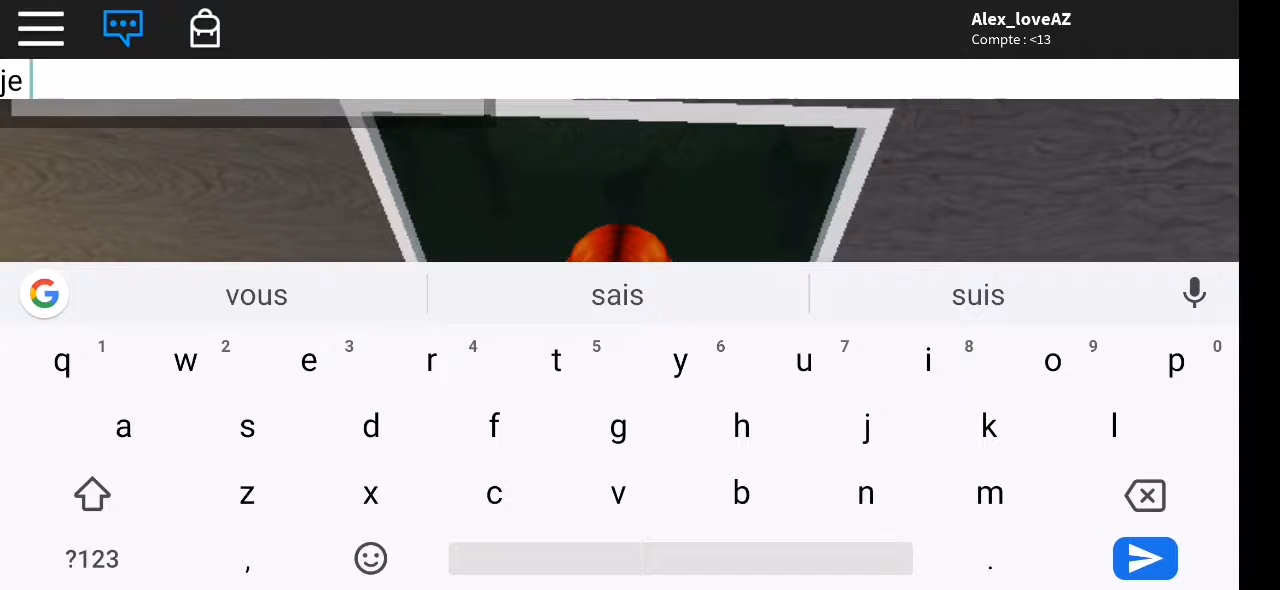 Alex_loveAZ
Compte : <13
je
vous sais suis
q 1 w 2 e 3 r 4 t 5 y 6 u 7 i 8 o 9 p 0
a s d f g h j k l
z x c v b n m
?123 , .